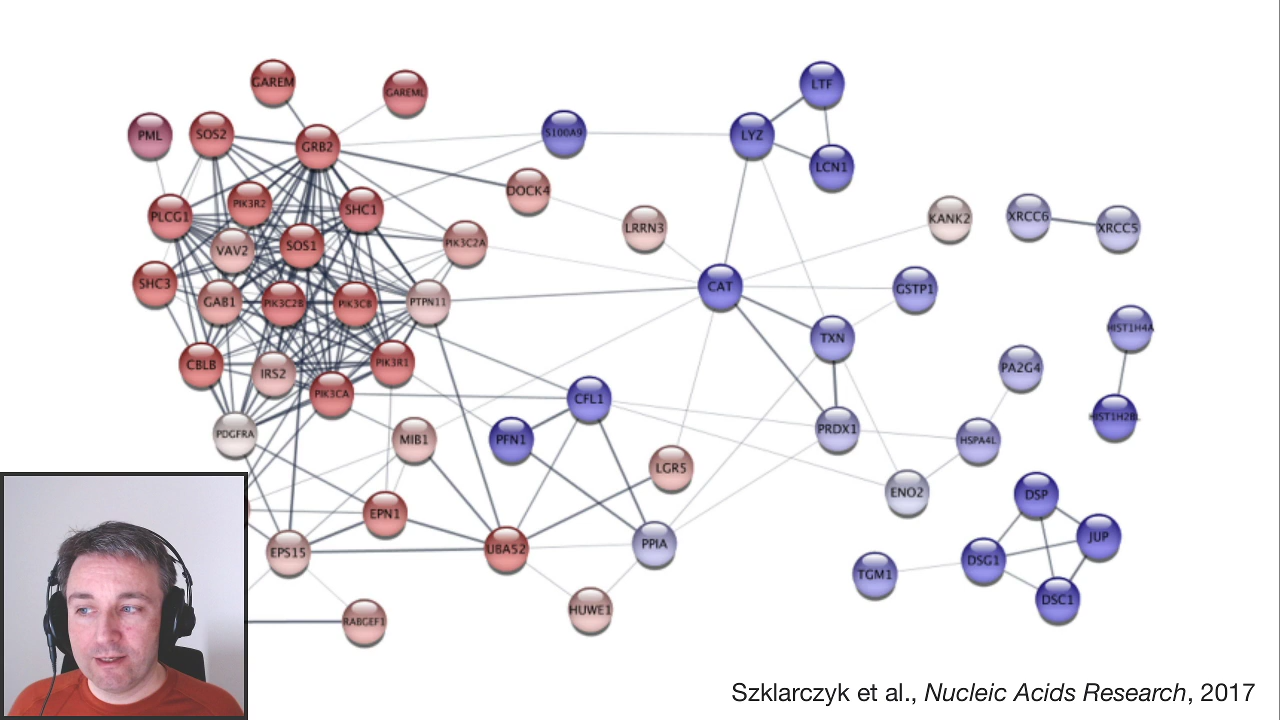 GAREM
GAREML
LTF
PML
SOS2
GRB2
S100A9
LYZ
LCN1
DOCK4
PIK3R2
SHC1
PLCG1
LRRN3
KANK2
XRCC6
XRCC5
VAV2
SOS1
PIK3C2A
SHC3
CAT
GSTP1
GAB1
PIK3C2B
PIK3CB
PTPN11
TXN
HIST1H4A
CBLB
IRS2
PIK3R1
PA2G4
PIK3CA
CFL1
PDGFRA
MIB1
PFN1
PRDX1
HSPA4L
LGR5
ENO2
DSP
EPN1
JUP
EPS15
UBA52
PPIA
DSG1
TGM1
DSC1
HUWE1
RABGEF1
Szklarczyk et al., Nucleic Acids Research, 2017